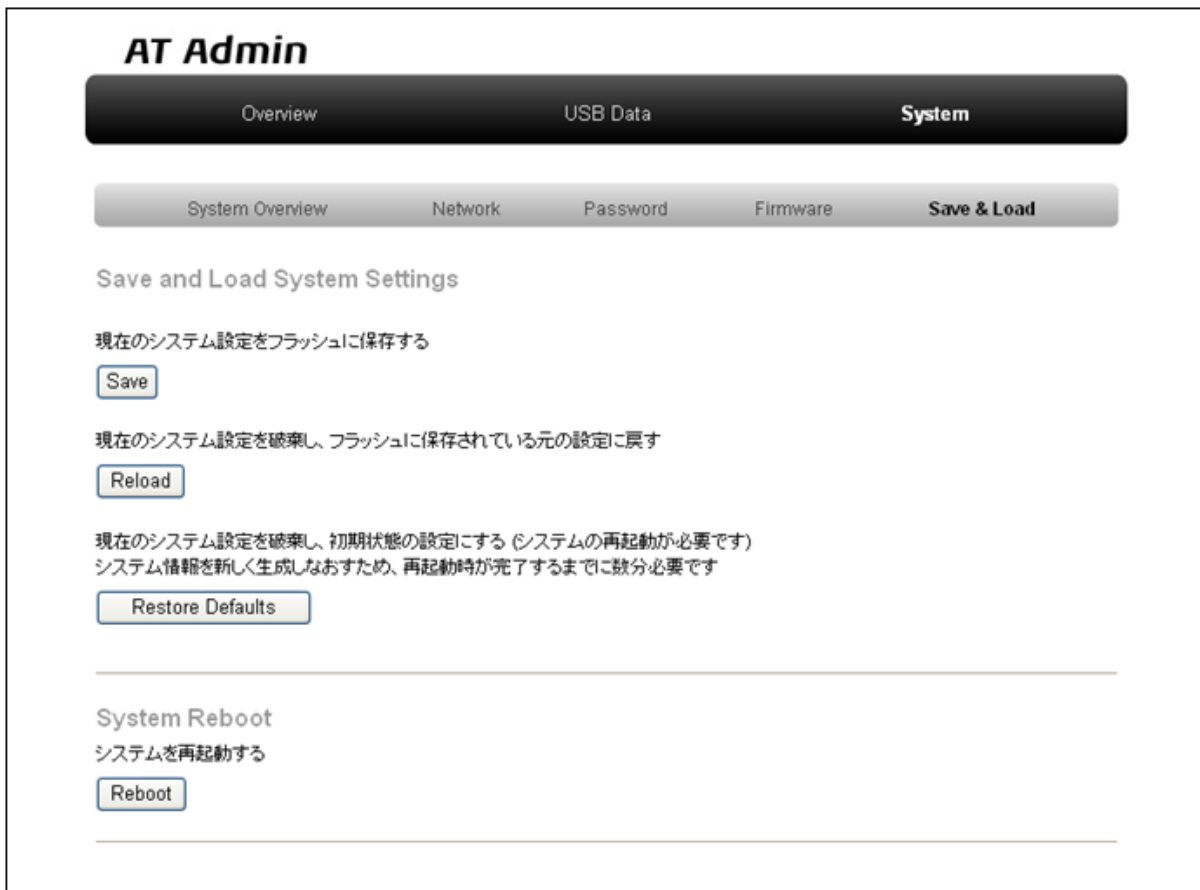 AT Admin
Overview USB Data System
System Overview Network Password Firmware Save & Load
Save and Load System Settings
現在のシステム設定をフラッシュに保存する
Save
現在のシステム設定を破棄し、フラッシュに保存されている元の設定に戻す
Reload
現在のシステム設定を破棄し、初期状態の設定にする (システムの再起動が必要です)
システム情報を新しく生成しなおすため、再起動時が完了するまでに数分必要です
Restore Defaults
System Reboot
システムを再起動する
Reboot